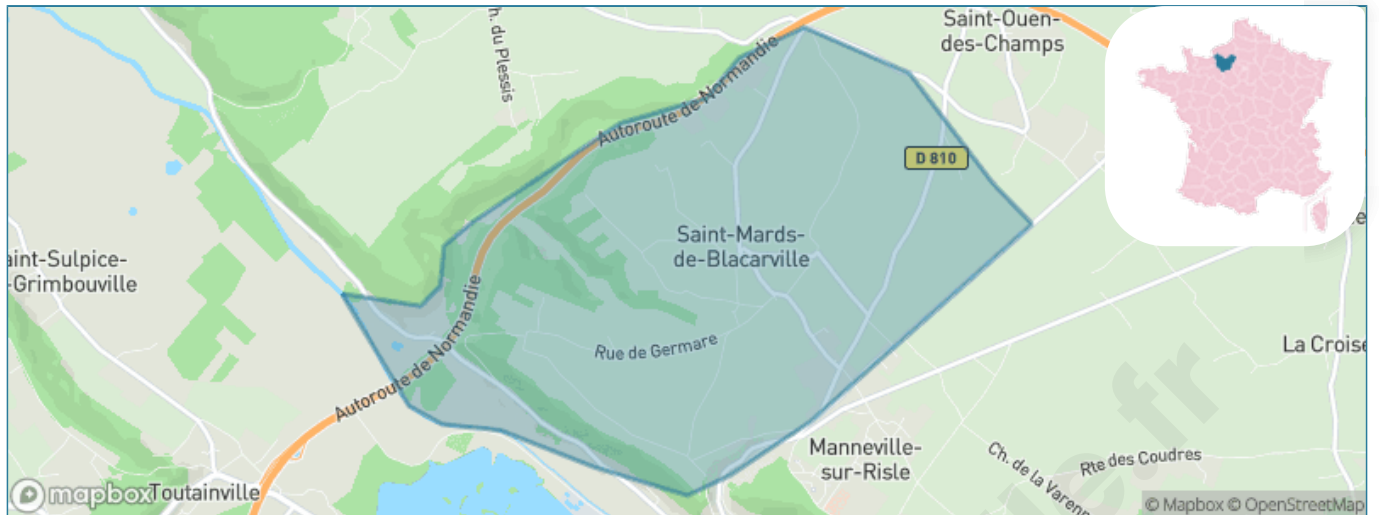 h. du Plessis
Autoroute de Normandie
Saint-Ouen-
des-Champs
D 810
Saint-Mards-
de-Blacarville
aint-Sulpice-
-Grimbouville
Autoroute de Normandie
Rue de Germare
La Croise
Manneville-
sur-Risle
Ch. de la Varenn
Rte des Coudres
mapbox
Toutainville
© Mapbox © OpenStreetMap